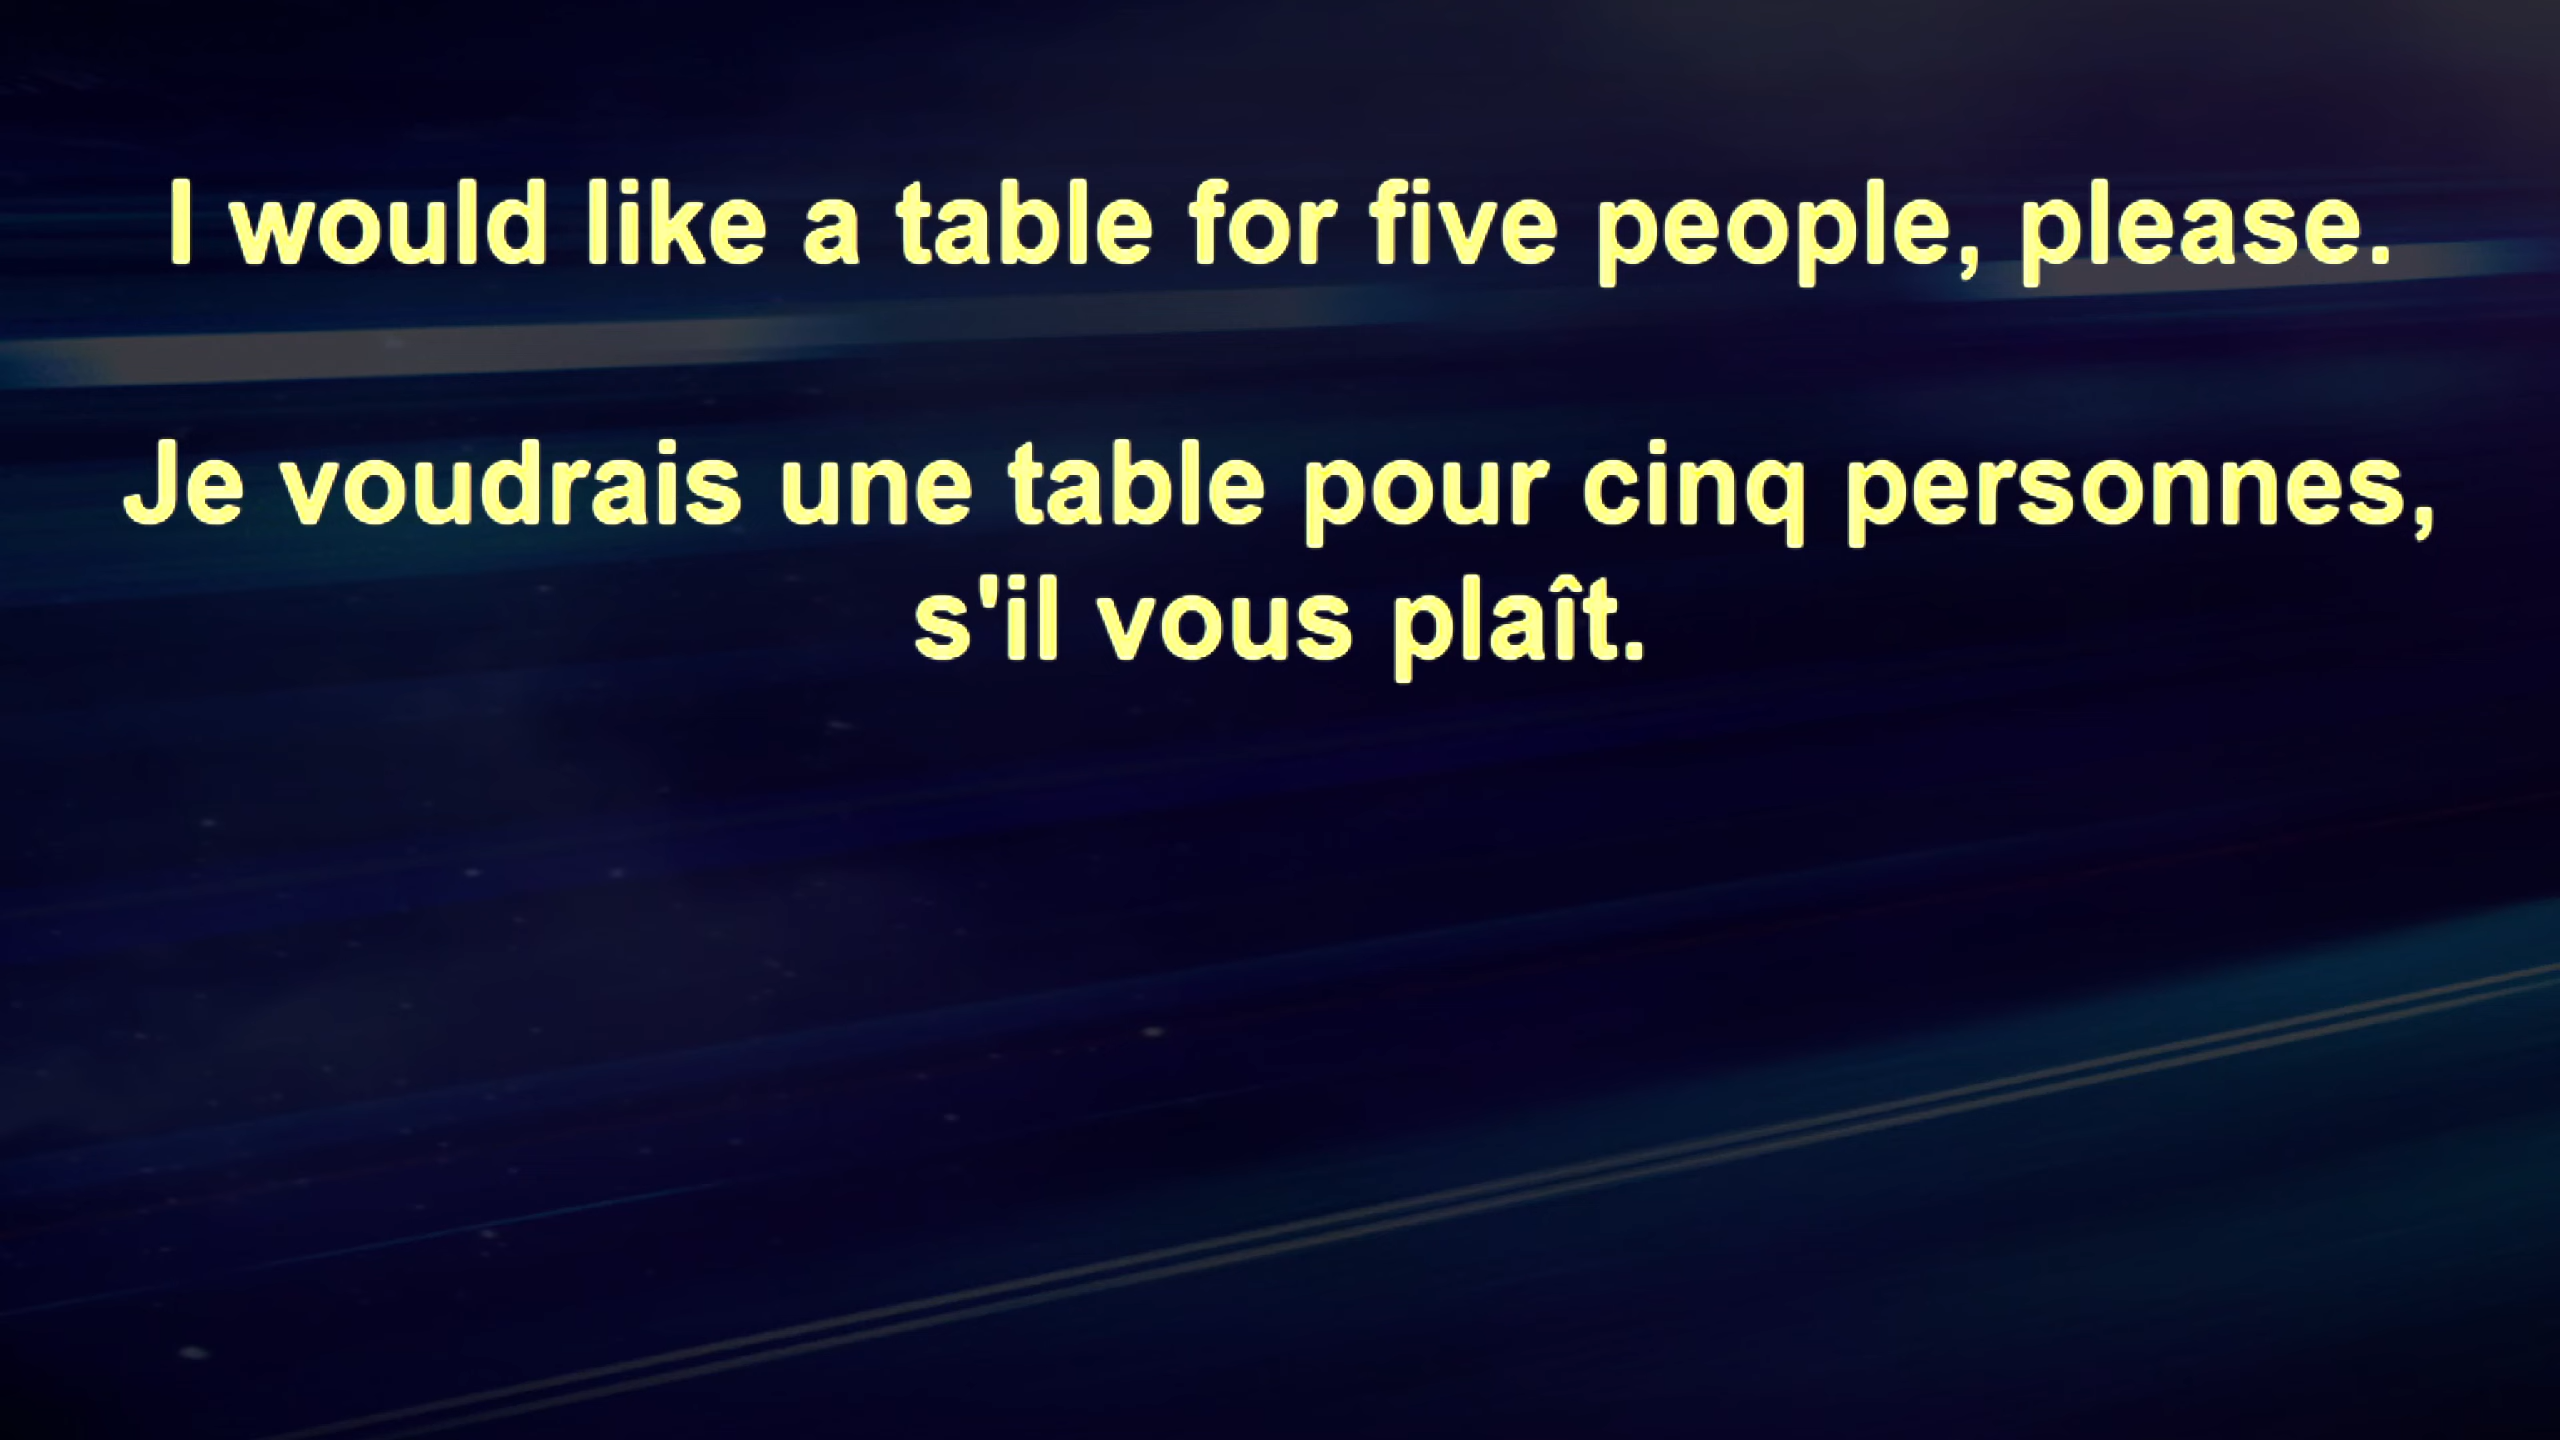 I would like a table for five people, please.
Je voudrais une table pour cinq personnes,
s'il vous plaît.